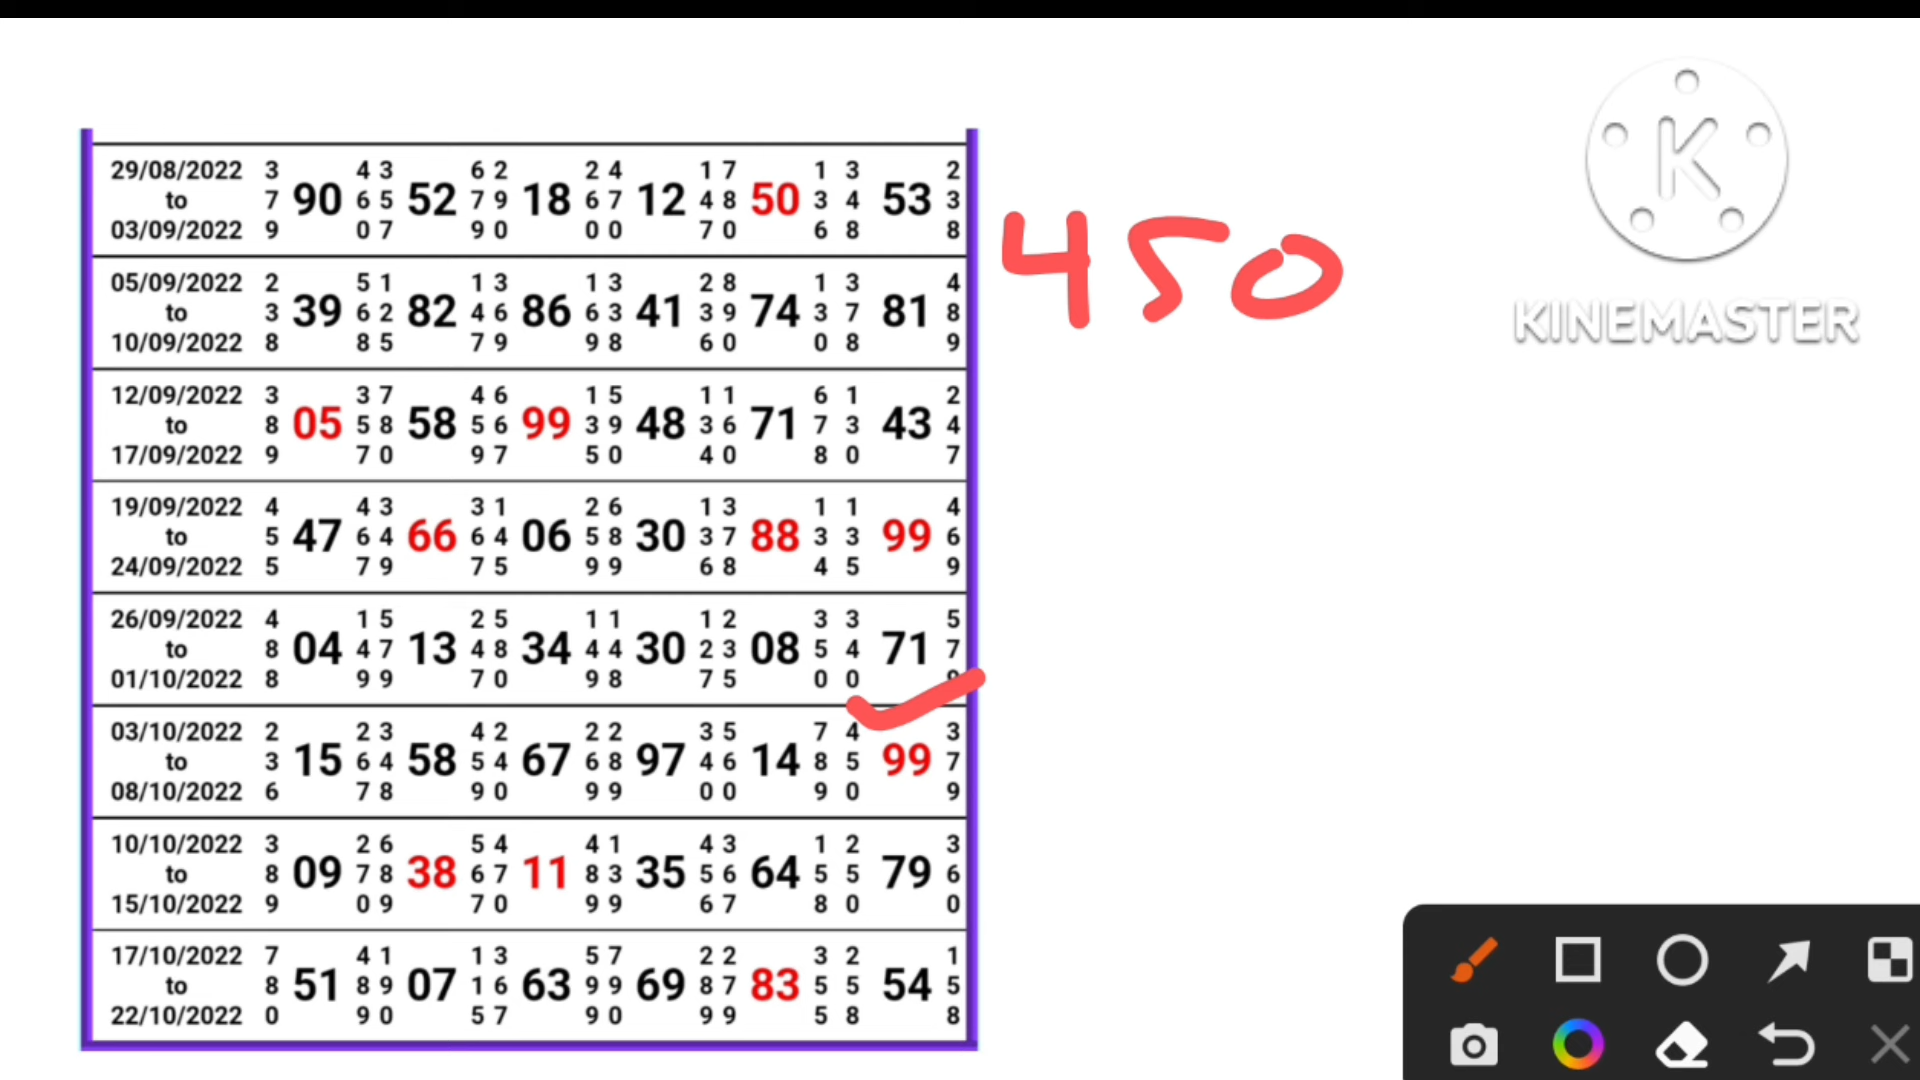 29/08/2022 3 4 3 6 2 2 4 1 7 1 3 2
to 7 90 6 5 52 7 9 18 6 7 12 4 8 50 3 4 53 3
03/09/2022 9 0 7 9 0 0 0 7 0 6 8 8
450
KINEMASTER
05/09/2022 2 5 1 1 3 1 3 2 8 1 3 4
to 3 39 6 2 82 4 6 86 6 3 41 3 9 74 3 7 81 8
10/09/2022 8 8 5 7 9 9 8 6 0 0 8 9
12/09/2022 3 3 7 4 6 1 5 1 1 6 1 2
to 8 05 5 8 58 5 6 99 3 9 48 3 6 71 7 3 43 4
17/09/2022 9 7 0 9 7 5 0 4 0 8 0 7
19/09/2022 4 4 3 3 1 2 6 1 3 1 1 4
to 5 47 6 4 66 6 4 06 5 8 30 3 7 88 3 3 99 6
24/09/2022 5 7 9 7 5 9 9 6 8 4 5 9
26/09/2022 4 1 5 2 5 1 1 1 2 3 3 5
to 8 04 4 7 13 4 8 34 4 4 30 2 3 08 5 4 71 7
01/10/2022 8 9 9 7 0 9 8 7 5 0 0
03/10/2022 2 2 3 4 2 2 2 3 5 7 4 3
to 3 15 6 4 58 5 4 67 6 8 97 4 6 14 8 5 99 7
08/10/2022 6 7 8 9 0 9 9 0 0 9 0 9
10/10/2022 3 2 6 5 4 4 1 4 3 1 2 3
to 8 09 7 8 38 6 7 11 8 3 35 5 6 64 5 5 79 6
15/10/2022 9 0 9 7 0 9 9 6 7 8 0 0
17/10/2022 7 4 1 1 3 5 7 2 2 3 2 1
to 8 51 8 9 07 1 6 63 9 9 69 8 7 83 5 5 54 5
22/10/2022 0 9 0 5 7 9 0 9 9 5 8 8